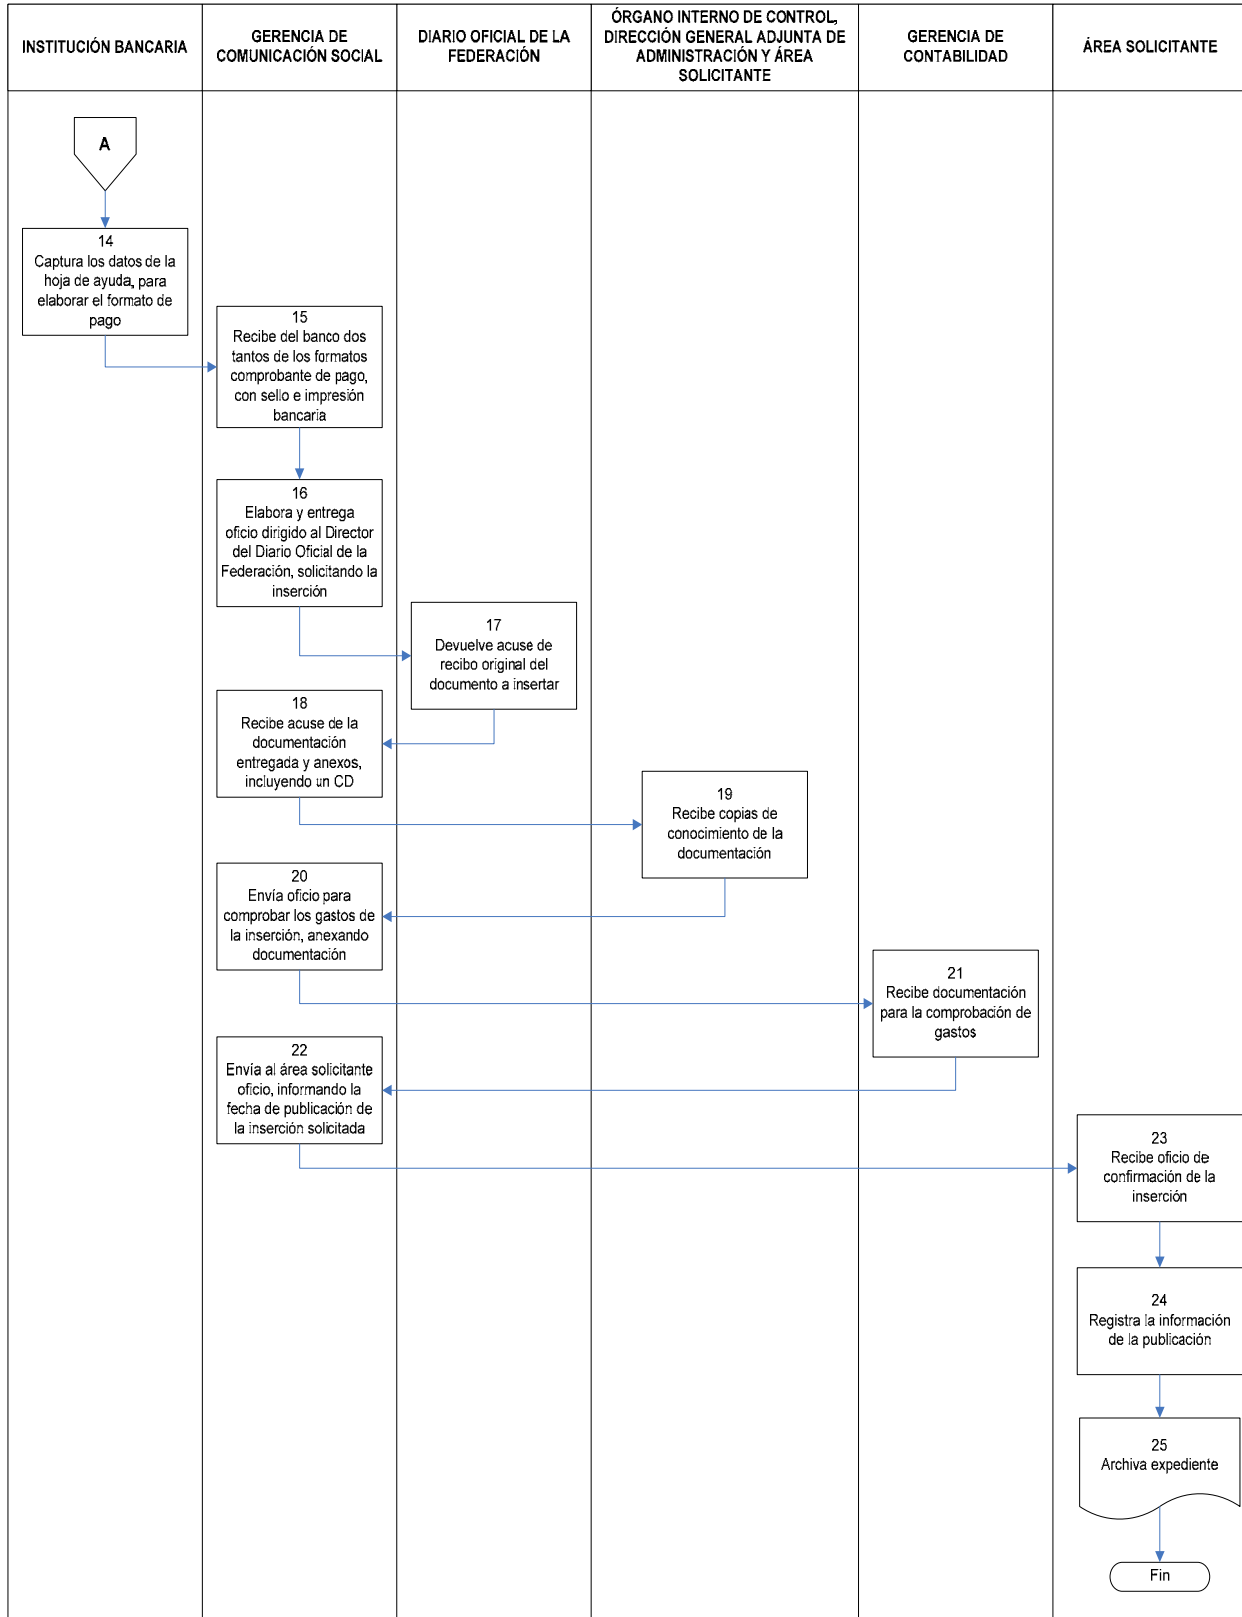 INSTITUCIÓN BANCARIA
GERENCIA DE
COMUNICACIÓN SOCIAL
DIARIO OFICIAL DE LA
FEDERACIÓN
ÓRGANO INTERNO DE CONTROL,
DIRECCIÓN GENERAL ADJUNTA DE
ADMINISTRACIÓN Y ÁREA
SOLICITANTE
GERENCIA DE
CONTABILIDAD
ÁREA SOLICITANTE
A
14
Captura los datos de la
hoja de ayuda, para
elaborar el formato de
pago
15
Recibe del banco dos
tantos de los formatos
comprobante de pago,
con sello e impresión
bancaria
16
Elabora y entrega
oficio dirigido al Director
del Diario Oficial de la
Federación, solicitando la
inserción
17
Devuelve acuse de
recibo original del
documento a insertar
18
Recibe acuse de la
documentación
entregada y anexos,
incluyendo un CD
19
Recibe copias de
conocimiento de la
documentación
20
Envía oficio para
comprobar los gastos de
la inserción, anexando
documentación
21
Recibe documentación
para la comprobación de
gastos
22
Envía al área solicitante
oficio, informando la
fecha de publicación de
la inserción solicitada
23
Recibe oficio de
confirmación de la
inserción
24
Registra la información
de la publicación
25
Archiva expediente
Fin